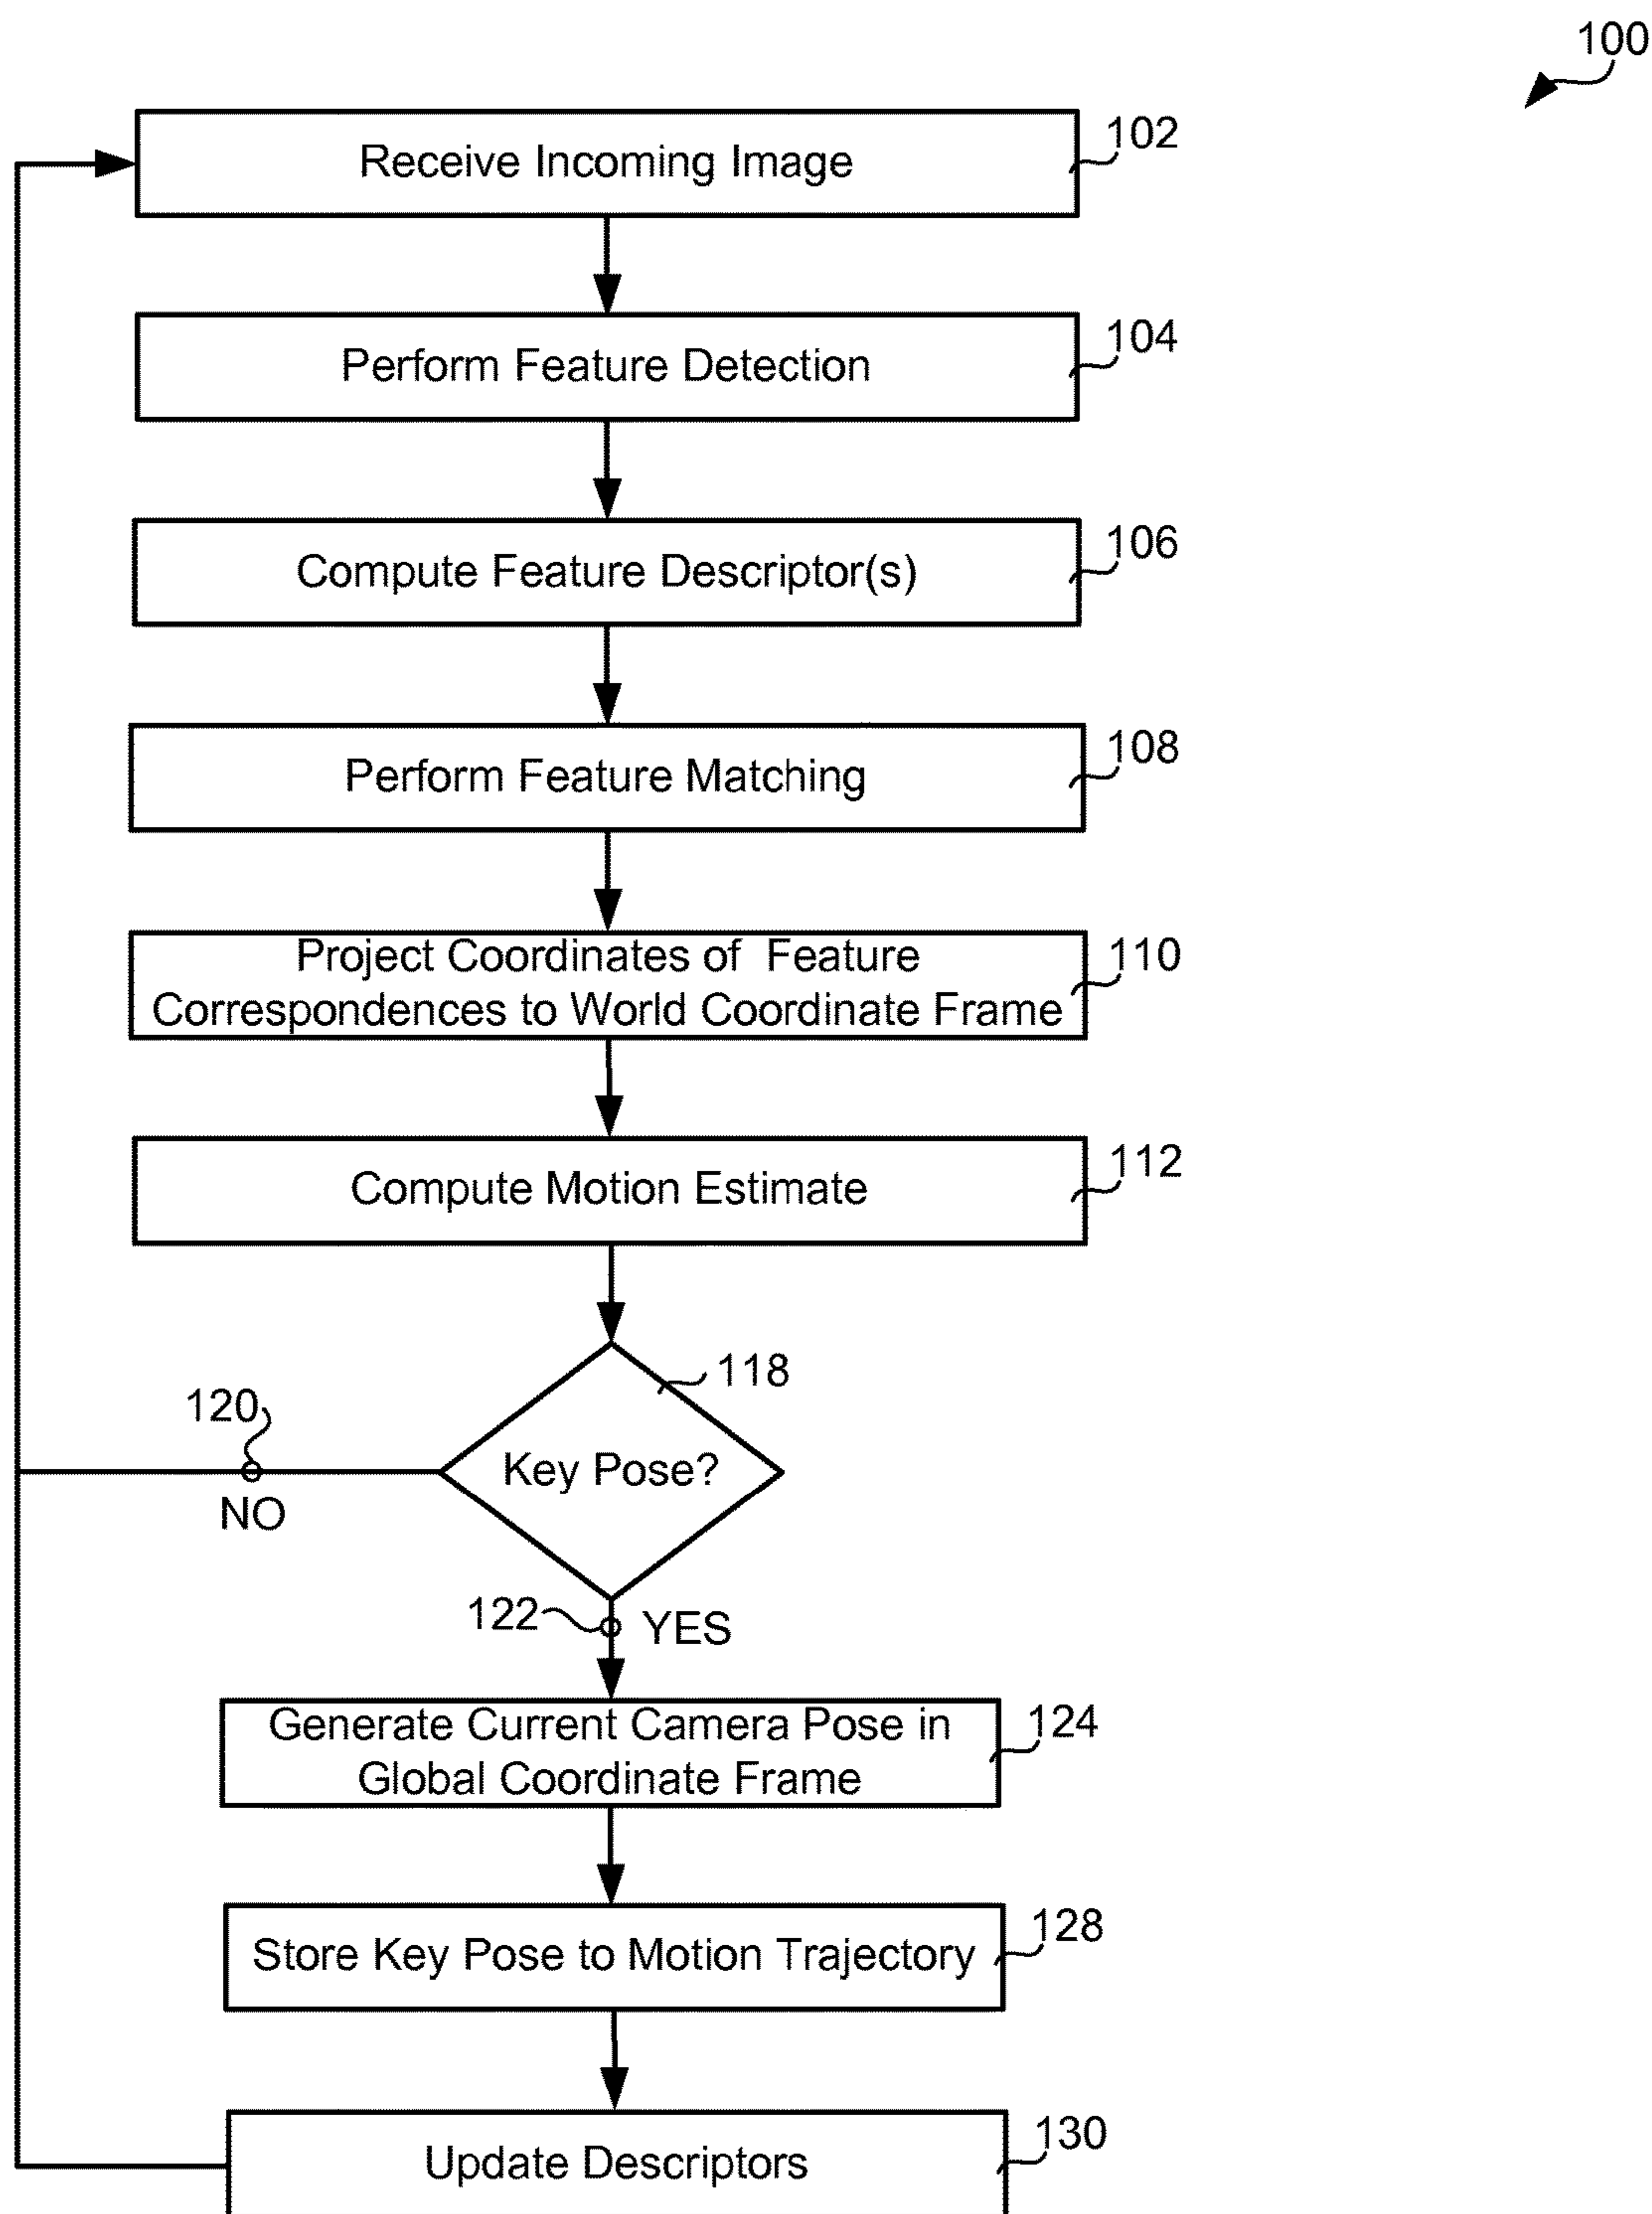 100
Receive Incoming Image
102
Perform Feature Detection
104
Compute Feature Descriptor(s)
106
Perform Feature Matching
108
Project Coordinates of Feature
Correspondences to World Coordinate Frame
110
Compute Motion Estimate
112
118
Key Pose?
120
NO
122
YES
Generate Current Camera Pose in
Global Coordinate Frame
124
Store Key Pose to Motion Trajectory
128
Update Descriptors
130